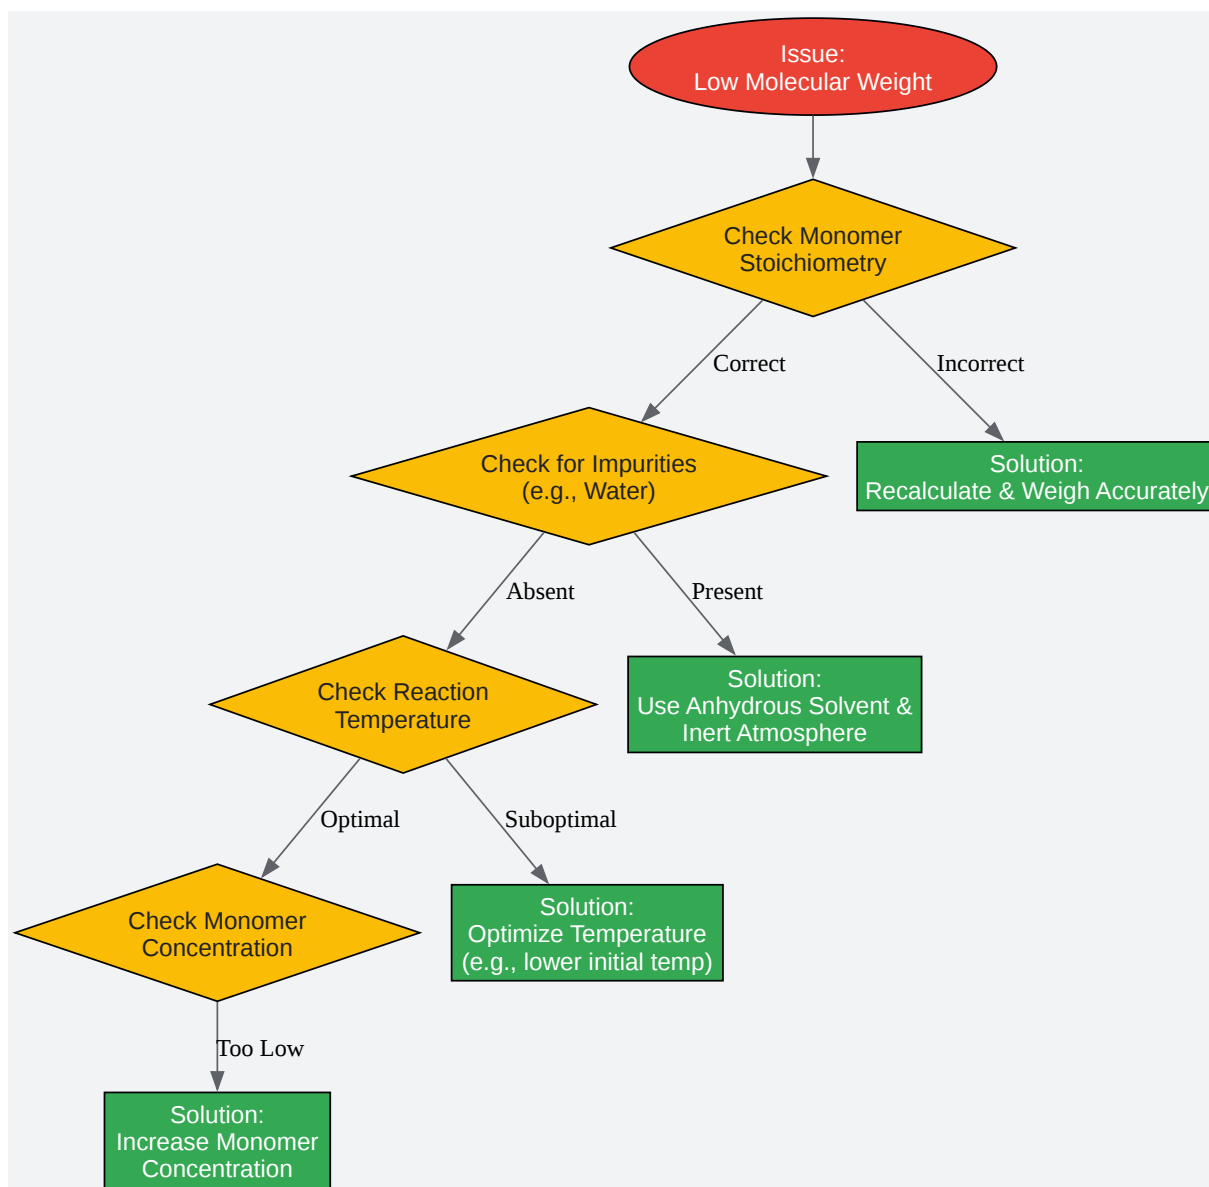 Issue:
Low Molecular Weight
Check Monomer
Stoichiometry
Correct
Incorrect
Check for Impurities
(e.g., Water)
Solution:
Recalculate & Weigh Accurately
Absent
Present
Check Reaction
Temperature
Solution:
Use Anhydrous Solvent &
Inert Atmosphere
Optimal
Suboptimal
Check Monomer
Concentration
Solution:
Optimize Temperature
(e.g., lower initial temp)
Too Low
Solution:
Increase Monomer
Concentration